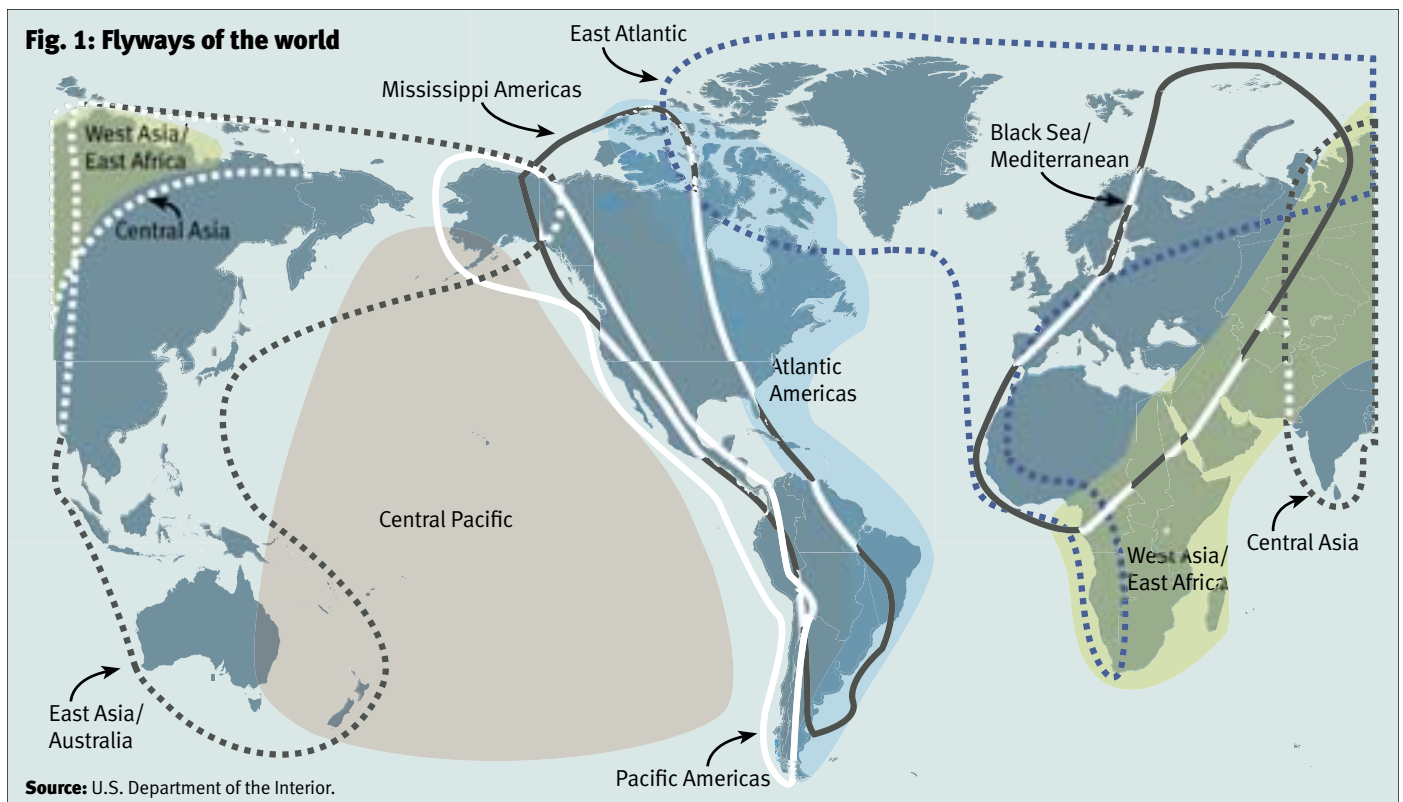 Fig. 1: Flyways of the world
East Atlantic
Mississippi Americas
West Asia/
East Africa
Central Asia
Black Sea/
Mediterranean
Atlantic
Americas
Central Pacific
West Asia/
East Africa
Central Asia
East Asia/
Australia
Pacific Americas
Source: U.S. Department of the Interior.